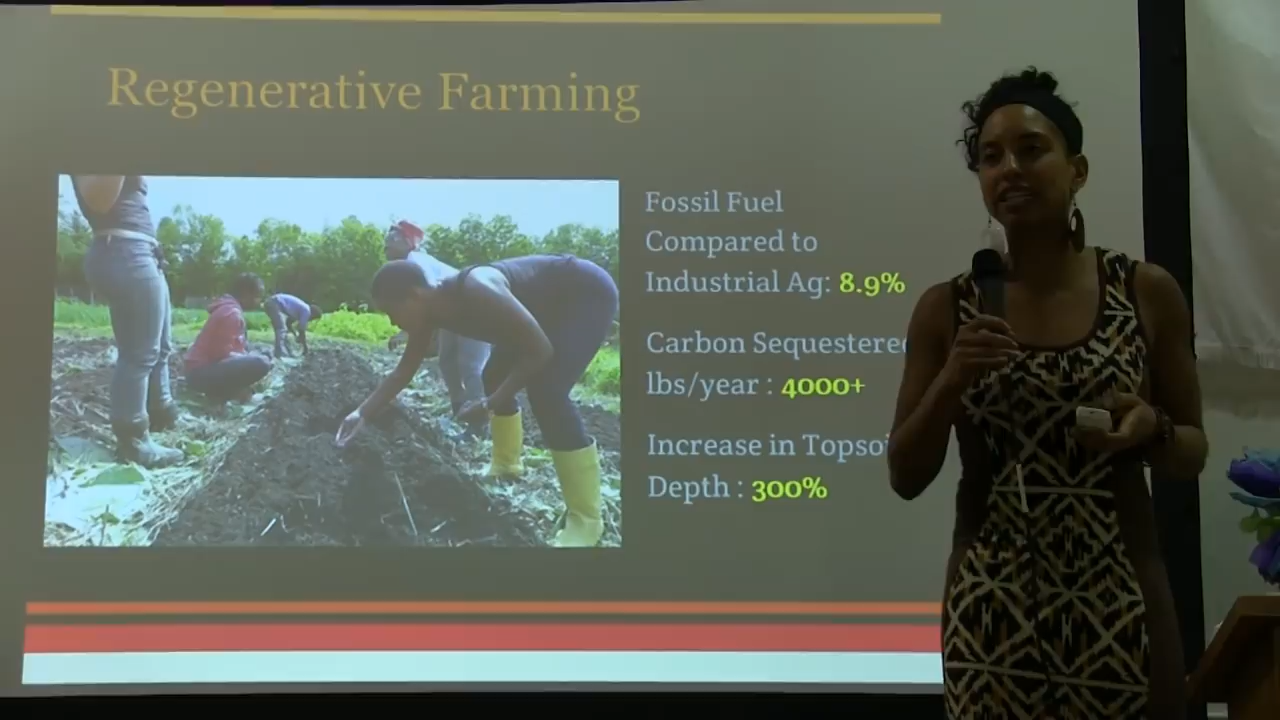 Regenerative Farming
Fossil Fuel
Compared to
Industrial Ag: 8.9%
Carbon Sequestere
lbs/year : 4000+
Increase in Topsoi
Depth : 300%